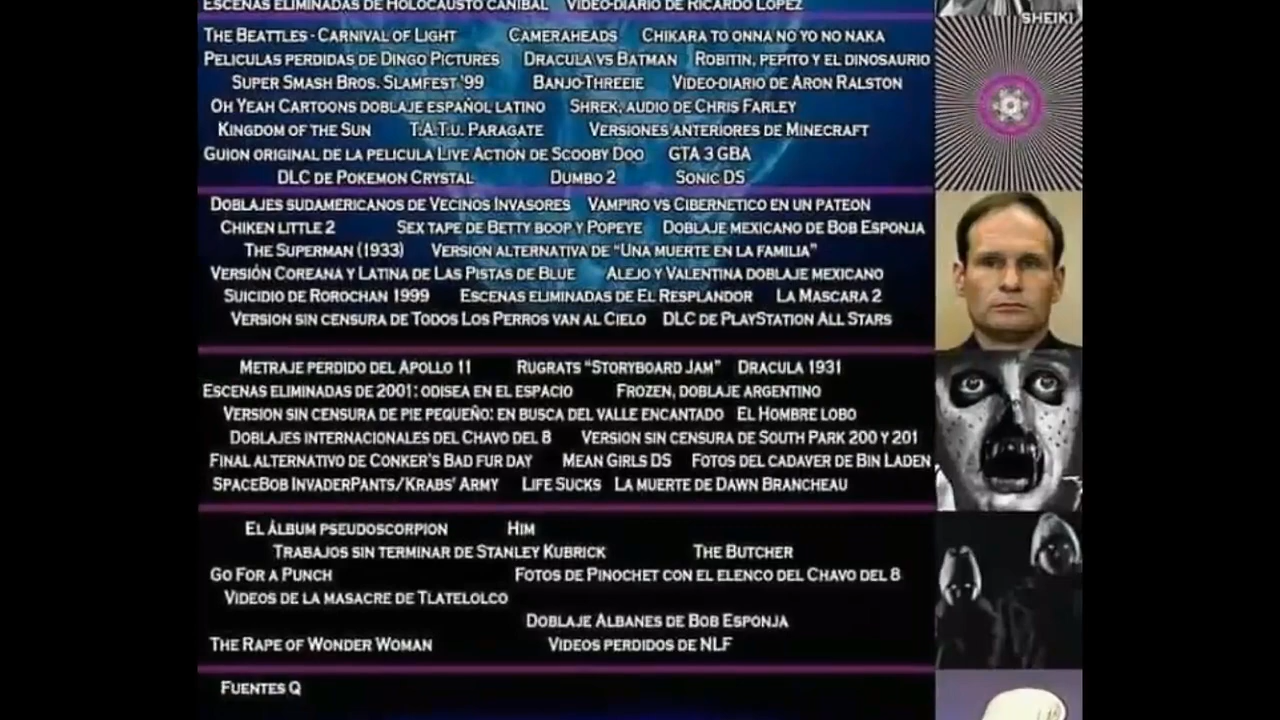 Escenas eliminadas de Holocausto Canibal Video-diario de Ricardo Lopez
Sheiki
The Beattles - Carnival of Light Cameraheads Chikara to onna no yo no naka
Peliculas perdidas de Dingo Pictures Dracula vs Batman Robitin, pepito y el dinosaurio
Super Smash Bros. Slamfest '99 Banjo-Threeie Video-diario de Aron Ralston
Oh Yeah Cartoons doblaje español latino Shrek, audio de Chris Farley
Kingdom of the Sun T.A.T.u. Paragate Versiones anteriores de Minecraft
Guion original de la pelicula Live Action de Scooby Doo GTA 3 GBA
DLC de Pokemon Crystal Dumbo 2 Sonic DS
Doblajes sudamericanos de Vecinos Invasores Vampiro vs Cibernetico en un pateon
Chiken Little 2 Sex tape de Betty boop y Popeye Doblaje mexicano de Bob Esponja
The Superman (1933) Version alternativa de "Una muerte en la familia"
Versión Coreana y Latina de Las Pistas de Blue Alejo y Valentina doblaje mexicano
Suicidio de Rorochan 1999 Escenas eliminadas de El Resplandor La Mascara 2
Version sin censura de Todos Los Perros van al Cielo DLC de PlayStation All Stars
Metraje perdido del Apollo 11 Rugrats "Storyboard Jam" Dracula 1931
Escenas eliminadas de 2001: odisea en el espacio Frozen, doblaje argentino
Version sin censura de pie pequeño: en busca del valle encantado El Hombre lobo
Doblajes internacionales del Chavo del 8 Version sin censura de South Park 200 y 201
Final alternativo de Conker's Bad fur day Mean Girls DS Fotos del cadaver de Bin Laden
SpaceBob InvaderPants/Krabs' Army Life Sucks La muerte de Dawn Brancheau
El Álbum pseudoscorpion Him
Trabajos sin terminar de Stanley Kubrick The Butcher
Go For a Punch Fotos de Pinochet con el elenco del Chavo del 8
Videos de la masacre de Tlatelolco
Doblaje Albanes de Bob Esponja
The Rape of Wonder Woman Videos perdidos de NLF
Fuentes Q